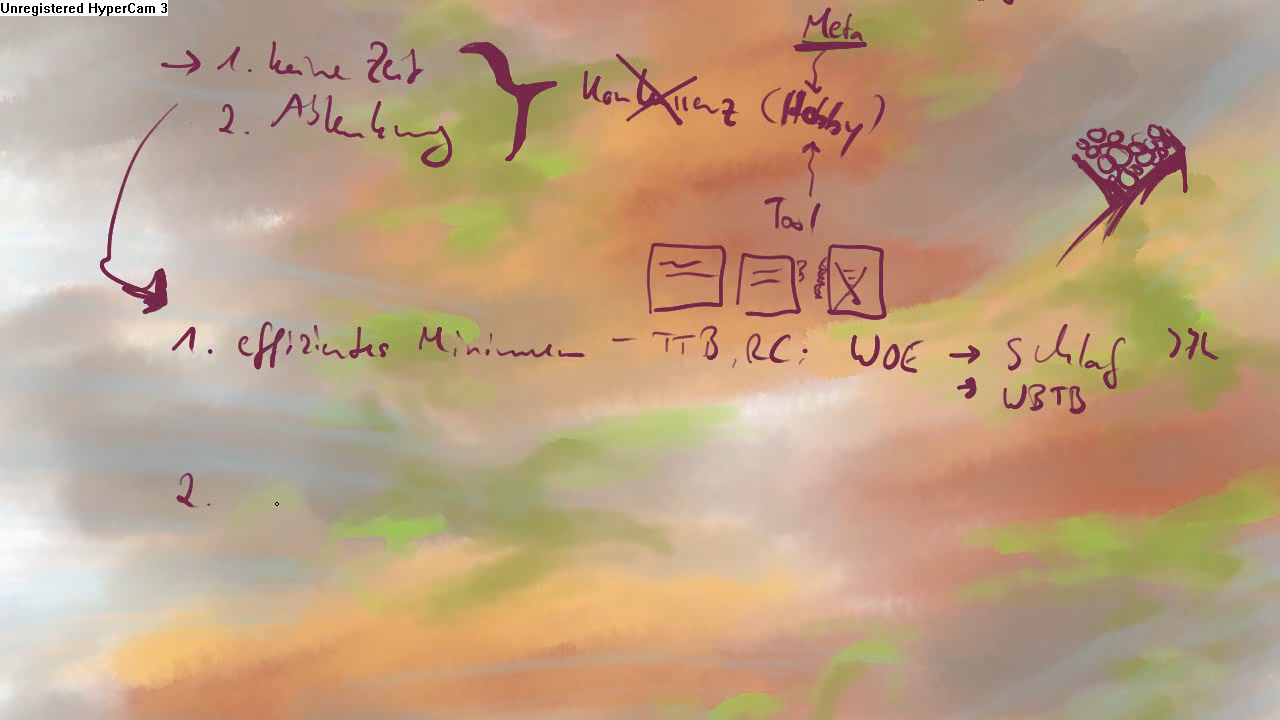 Unregistered HyperCam 3
Meta
→ 1. keine Zeit
2. Ablenkung
Konkurrenz (Hobby)
Tool
1. effizientes Minimum – TTB, RC; WOE → Schlaf >7h
→ WBTB
2.